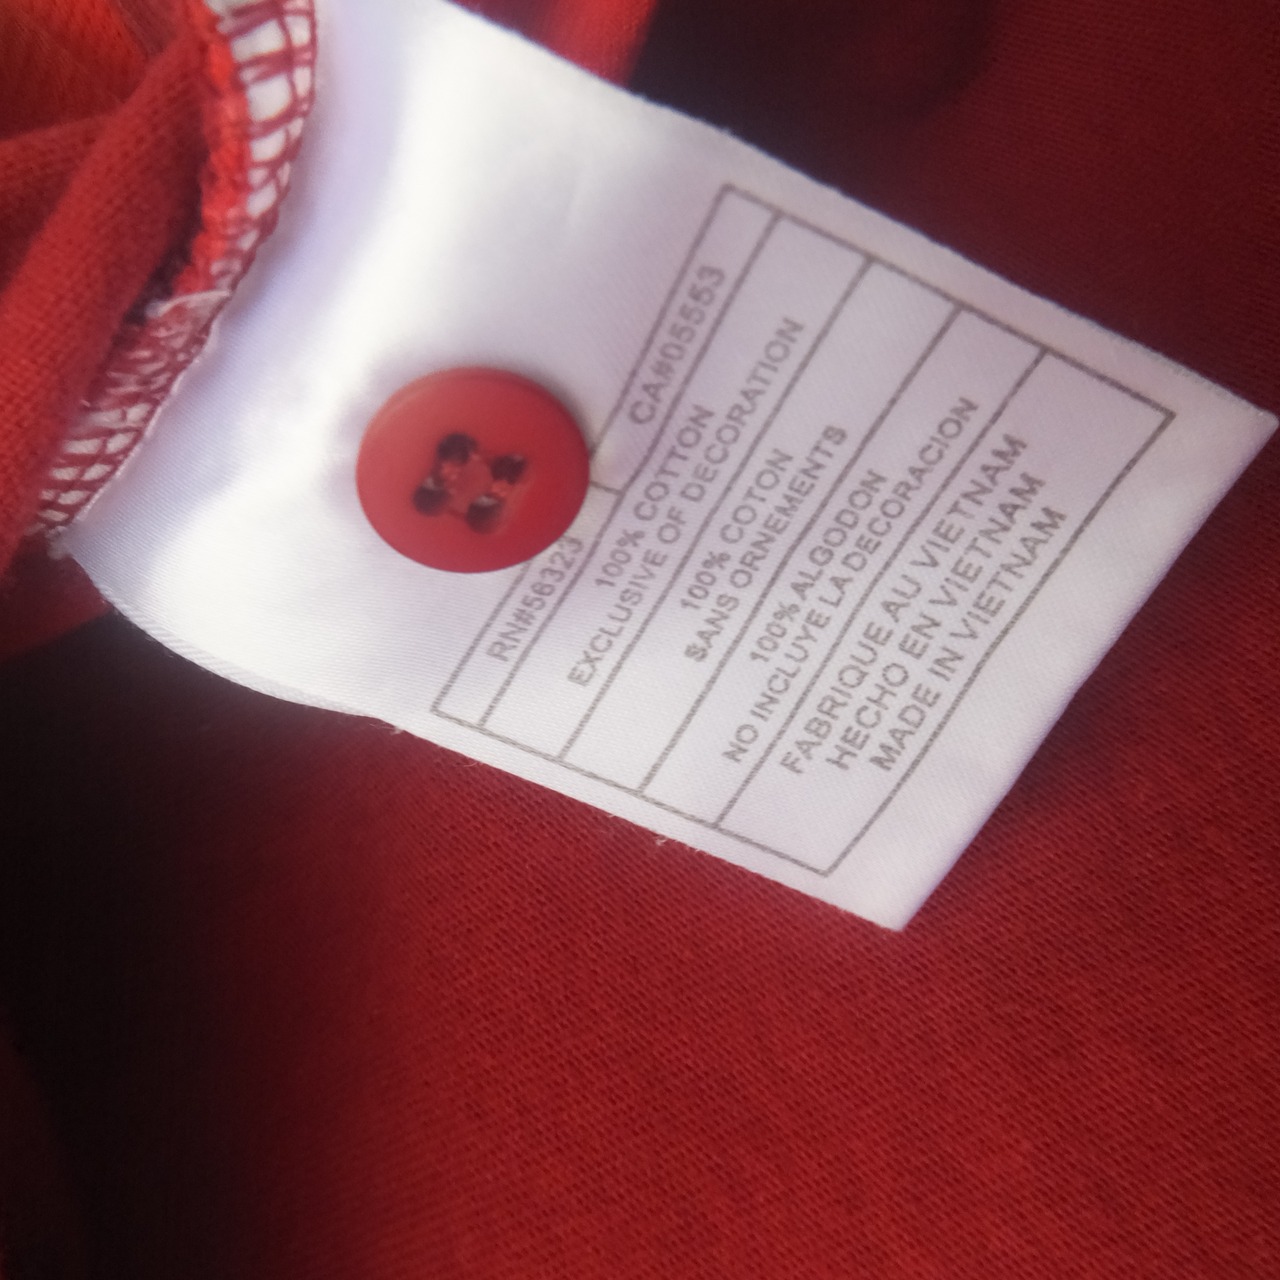 RN#56323 CA#05553
100% COTTON
EXCLUSIVE OF DECORATION
100% COTON
SANS ORNEMENTS
100% ALGODON
NO INCLUYE LA DECORACION
FABRIQUE AU VIETNAM
HECHO EN VIETNAM
MADE IN VIETNAM